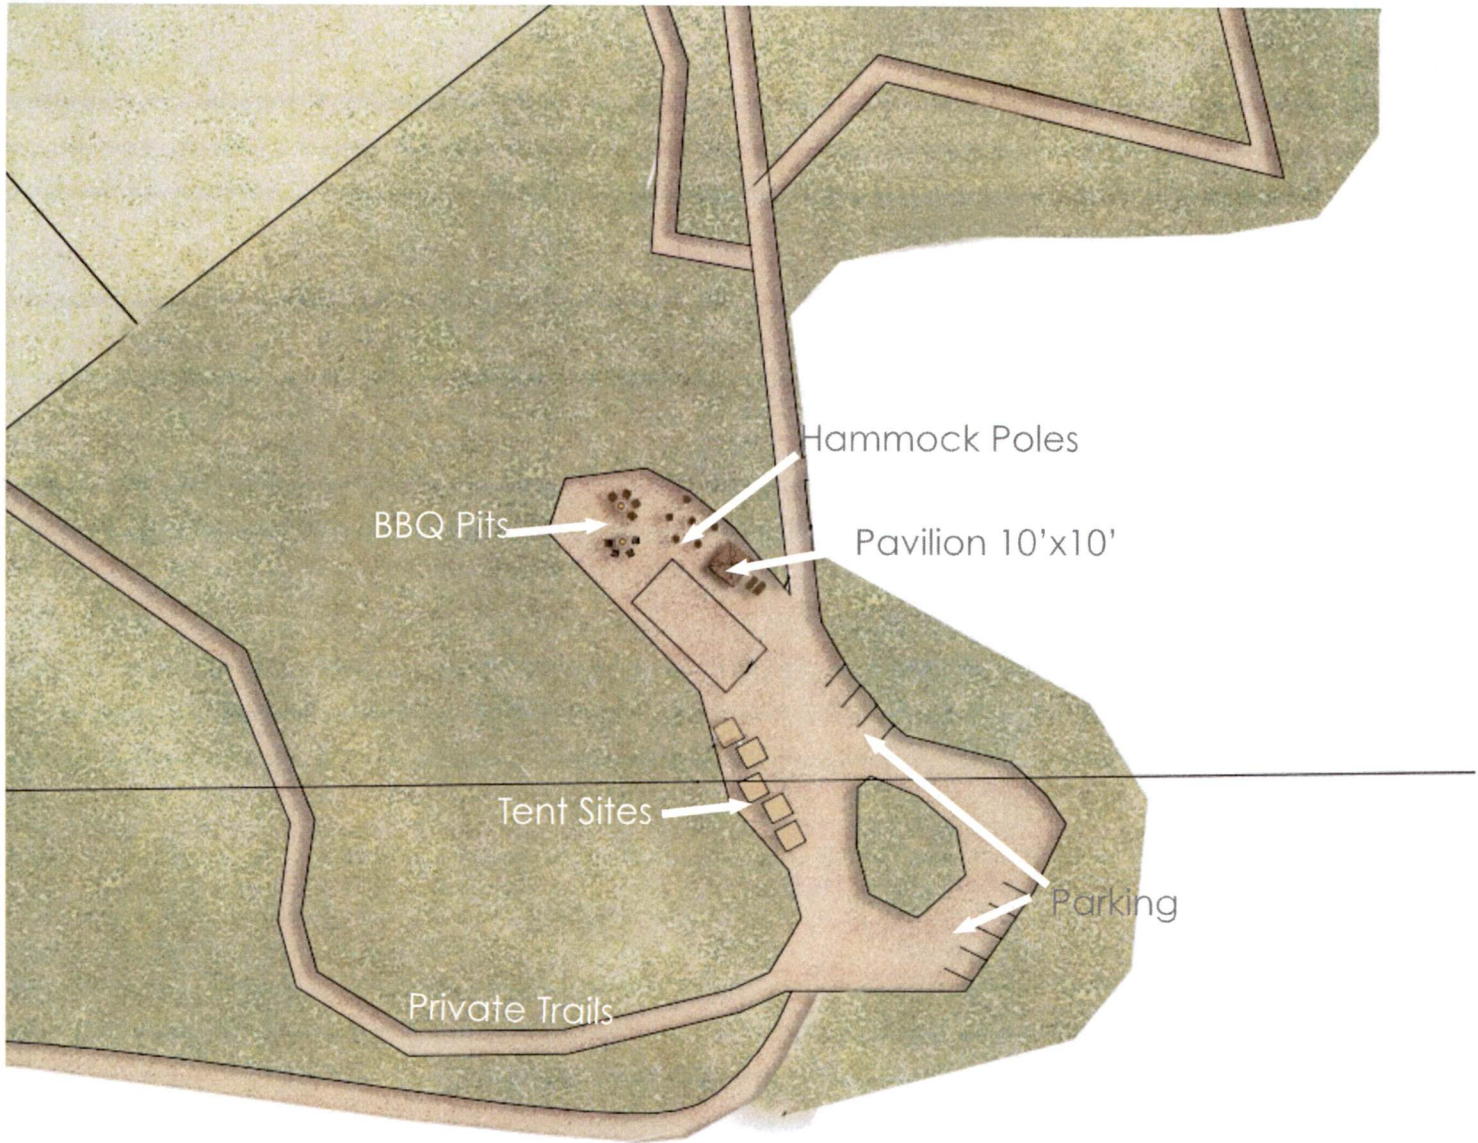 Hammock Poles
BBQ Pits
Pavilion 10'x10'
Tent Sites
Parking
Private Trails